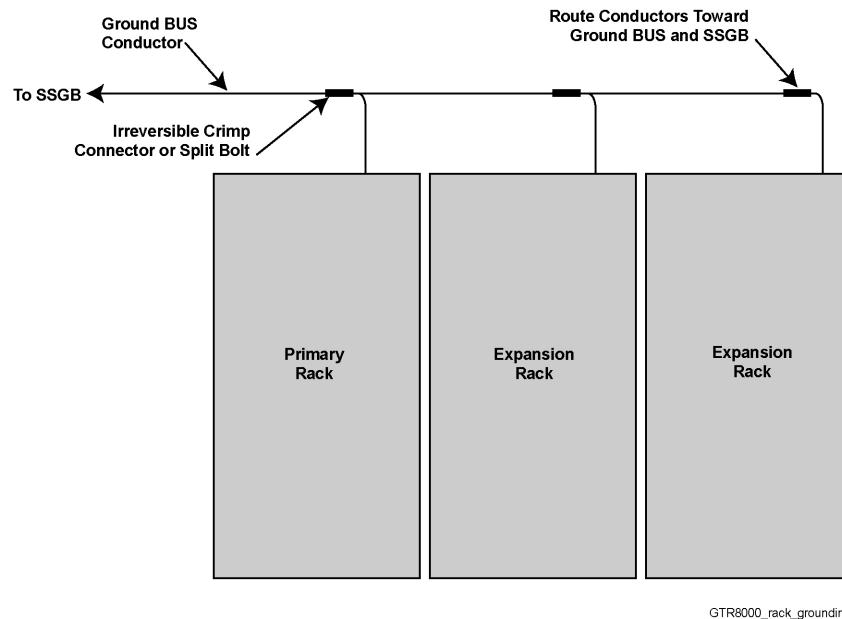 Ground BUS
Conductor
Route Conductors Toward
Ground BUS and SSGB
To SSGB
Irreversible Crimp
Connector or Split Bolt
Primary
Rack
Expansion
Rack
Expansion
Rack